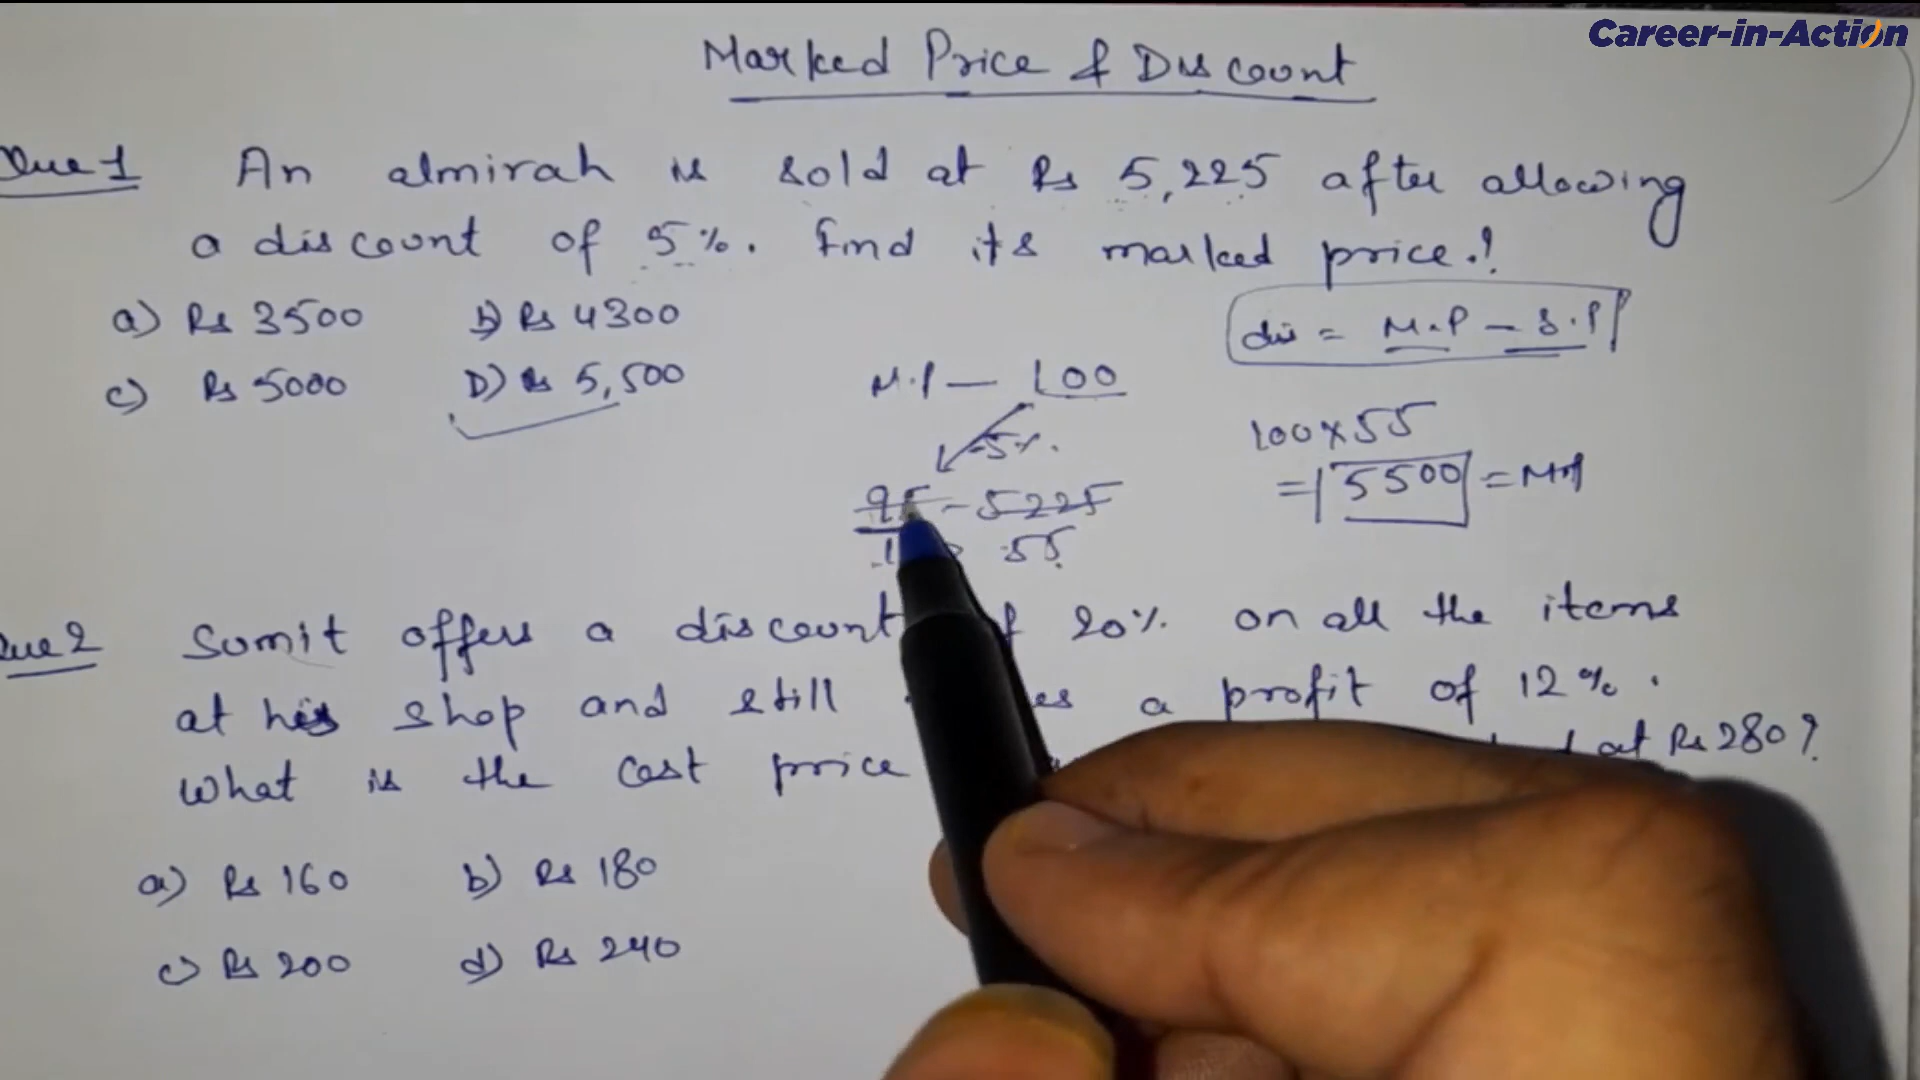 Career-in-Action
Marked Price & Discount
Que 1 An almirah is sold at Rs 5,225 after allowing
a discount of 5%. Find its marked price.?
a) Rs 3500 b) Rs 4300
c) Rs 5000 D) Rs 5,500
dis = M.P - S.P
M.P — 100
-5%
95 - 5225
1 55
100x55
= 5500 = M.P
Que 2 Sumit offers a discount of 20% on all the items
at his shop and still a profit of 12%.
What is the cost price at Rs 280?
a) Rs 160 b) Rs 180
c) Rs 200 d) Rs 240